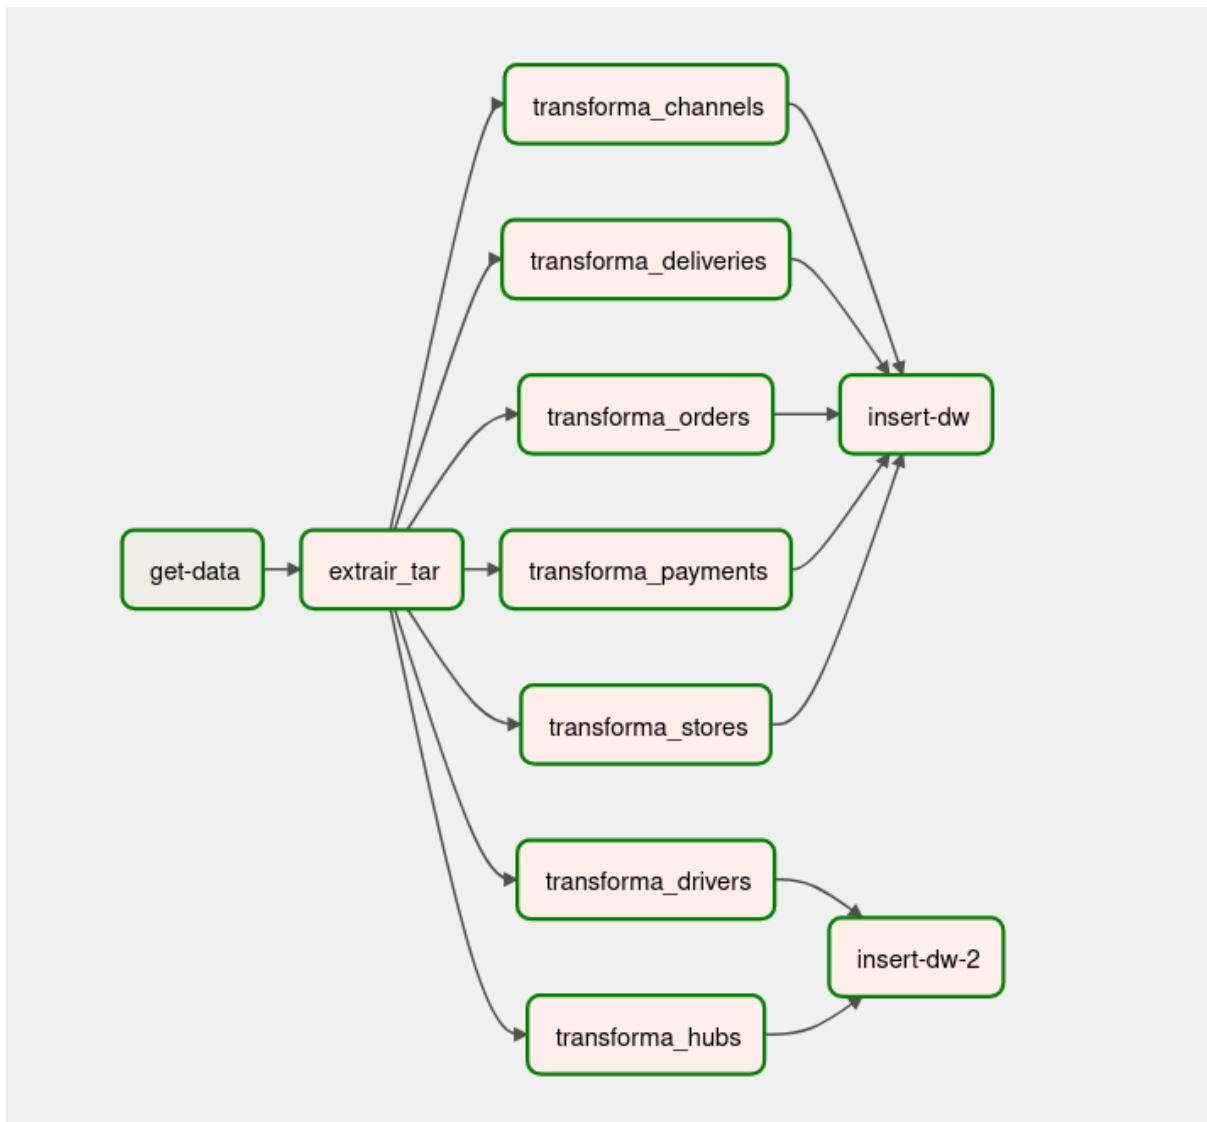 transforma_channels
transforma_deliveries
transforma_orders
insert-dw
get-data
extrair_tar
transforma_payments
transforma_stores
transforma_drivers
insert-dw-2
transforma_hubs